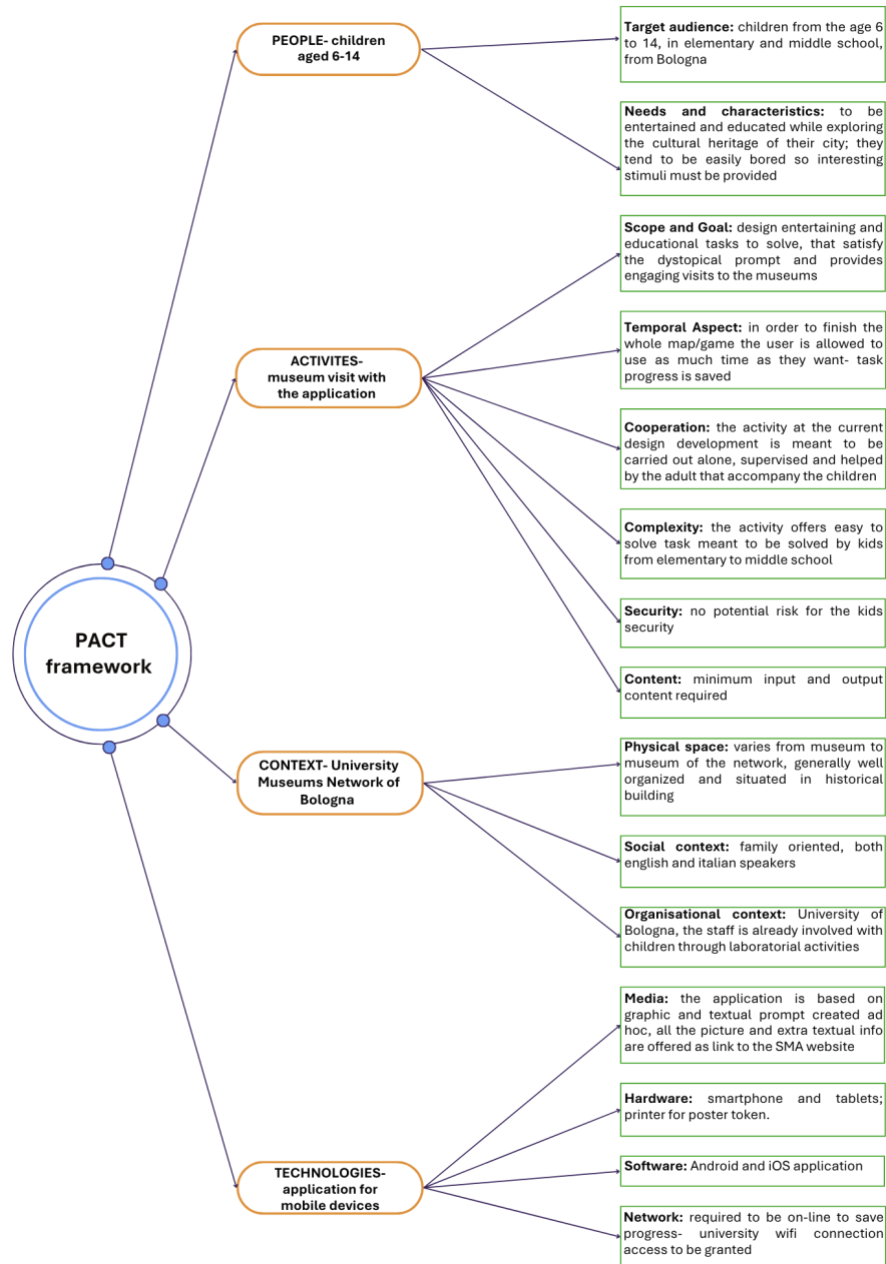 PACT
framework
PEOPLE- children
aged 6-14
Target audience: children from the age 6
to 14, in elementary and middle school,
from Bologna
Needs and characteristics: to be
entertained and educated while exploring
the cultural heritage of their city; they
tend to be easily bored so interesting
stimuli must be provided
ACTIVITES-
museum visit with
the application
Scope and Goal: design entertaining and
educational tasks to solve, that satisfy
the dystopical prompt and provides
engaging visits to the museums
Temporal Aspect: in order to finish the
whole map/game the user is allowed to
use as much time as they want- task
progress is saved
Cooperation: the activity at the current
design development is meant to be
carried out alone, supervised and helped
by the adult that accompany the children
Complexity: the activity offers easy to
solve task meant to be solved by kids
from elementary to middle school
Security: no potential risk for the kids
security
Content: minimum input and output
content required
CONTEXT- University
Museums Network of
Bologna
Physical space: varies from museum to
museum of the network, generally well
organized and situated in historical
building
Social context: family oriented, both
english and italian speakers
Organisational context: University of
Bologna, the staff is already involved with
children through laboratorial activities
TECHNOLOGIES-
application for
mobile devices
Media: the application is based on
graphic and textual prompt created ad
hoc, all the picture and extra textual info
are offered as link to the SMA website
Hardware: smartphone and tablets;
printer for poster token.
Software: Android and iOS application
Network: required to be on-line to save
progress- university wifi connection
access to be granted